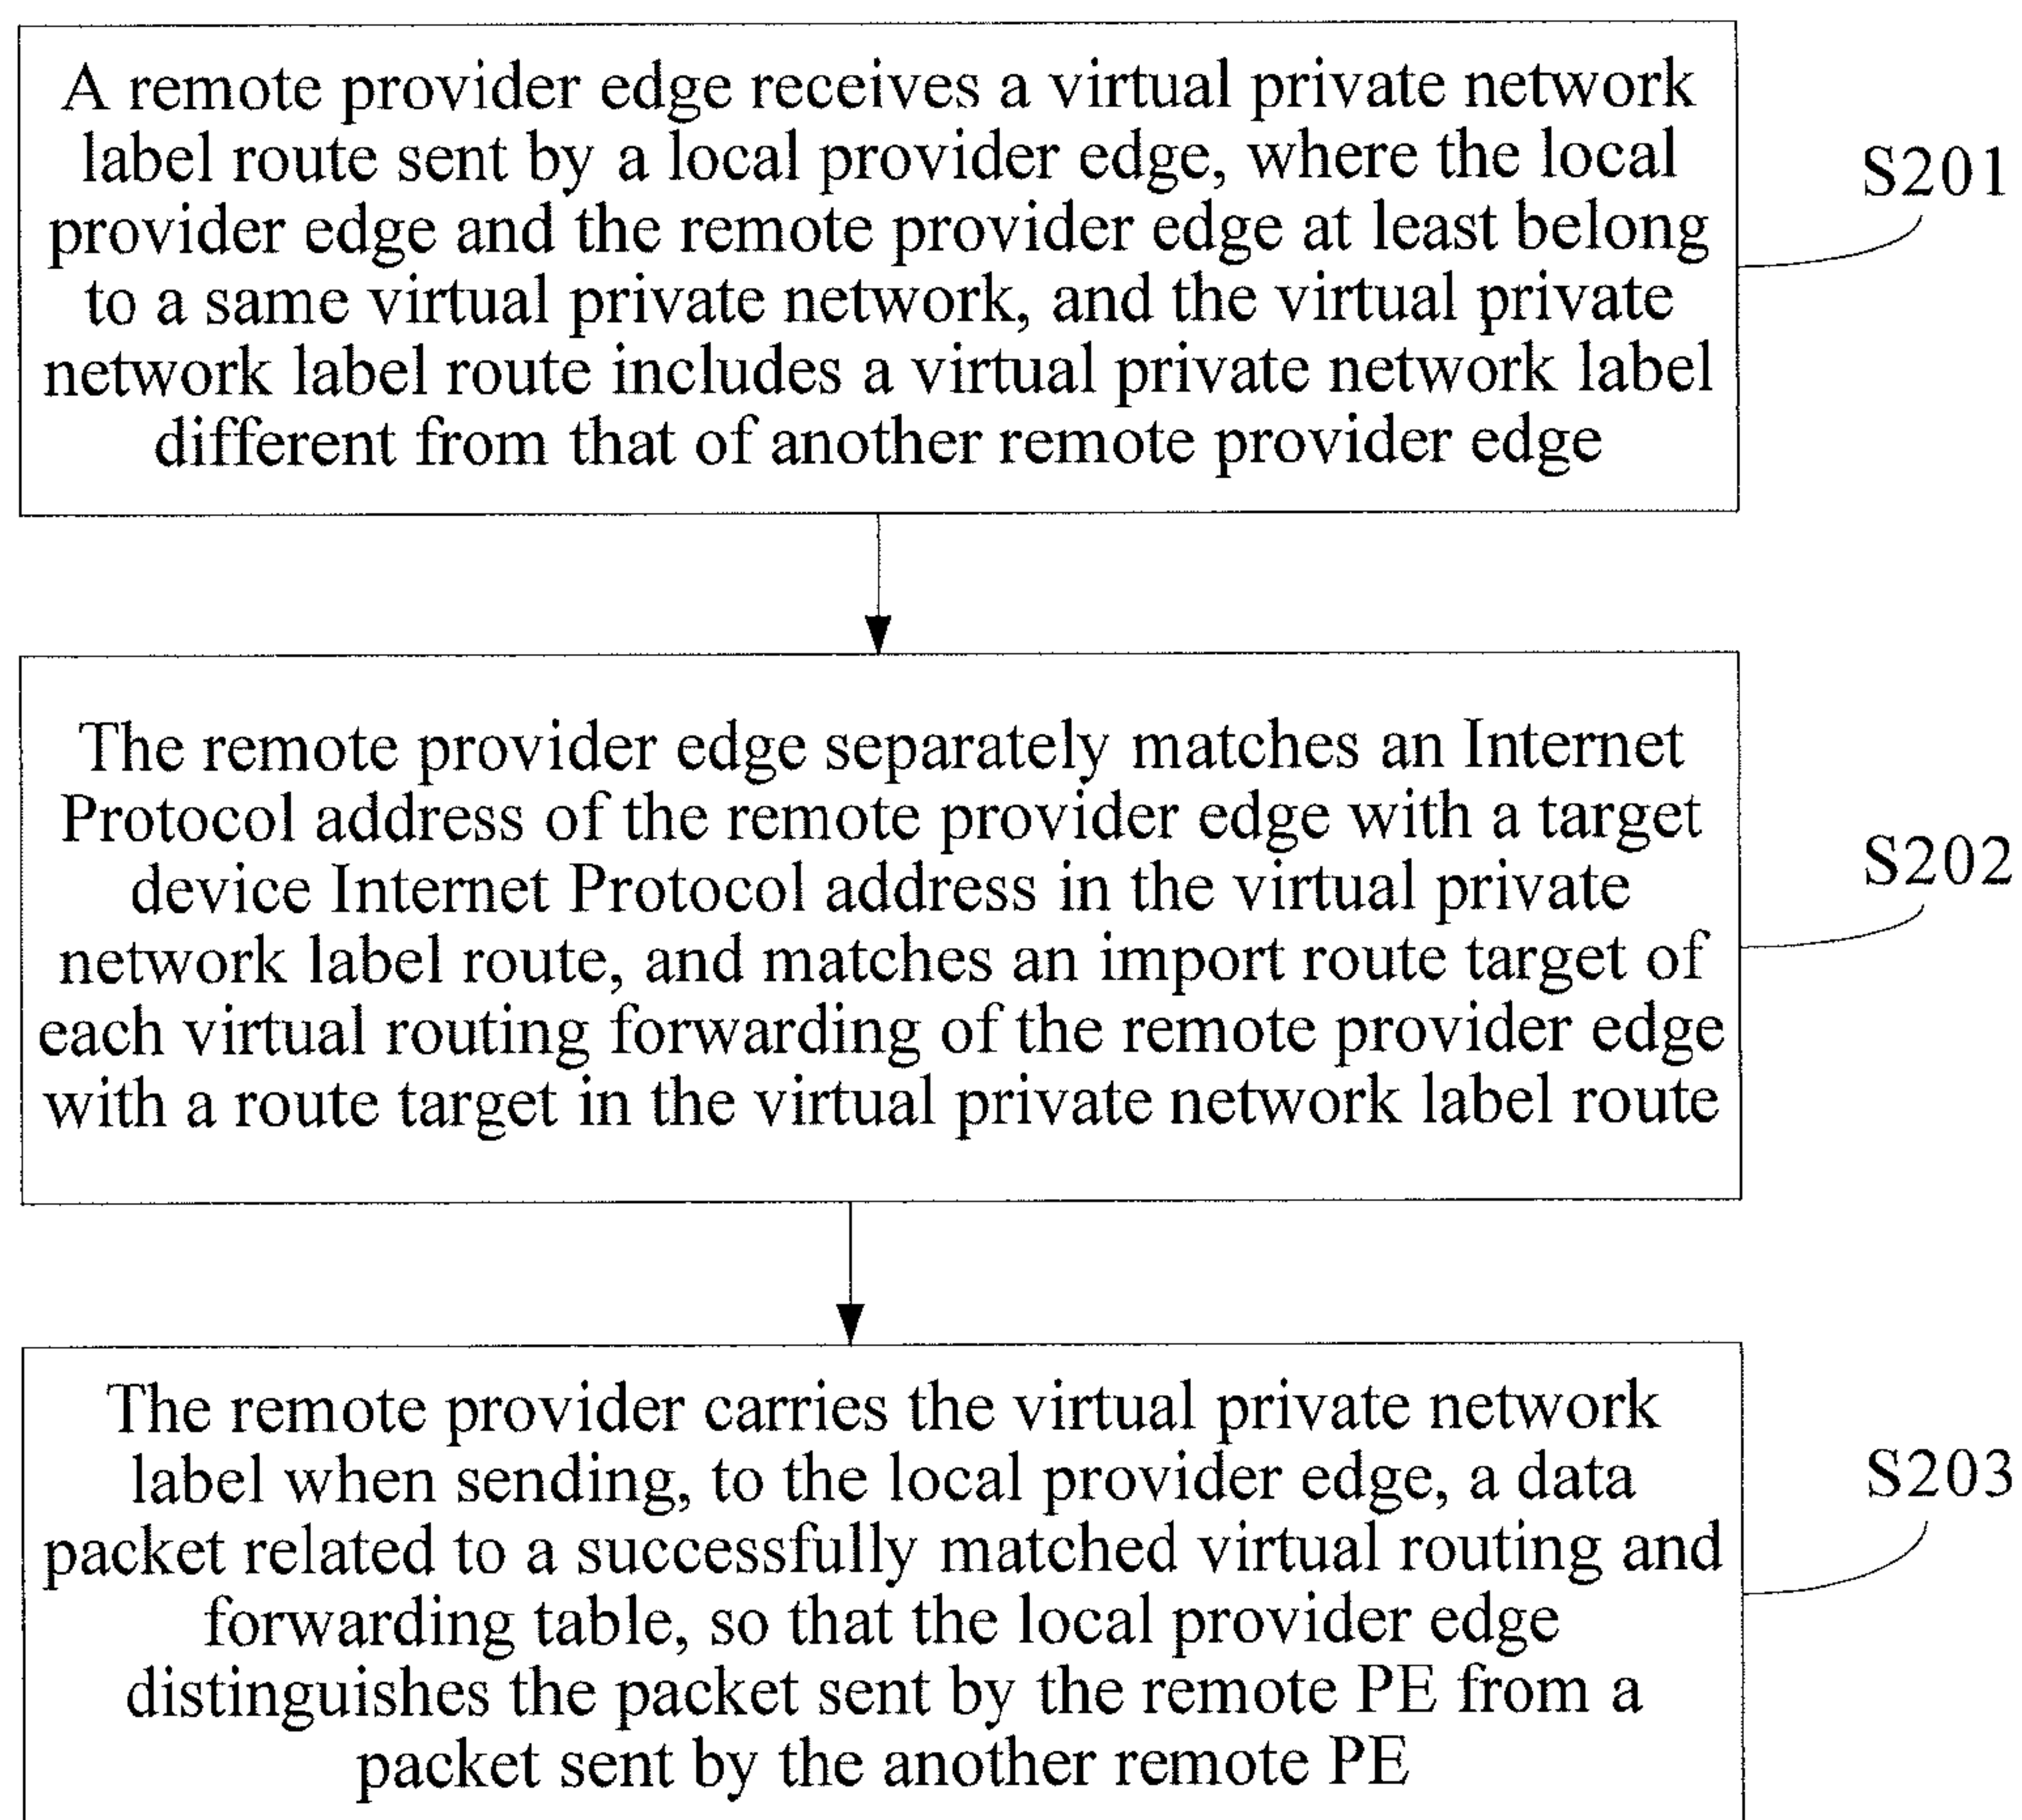 A remote provider edge receives a virtual private network
label route sent by a local provider edge, where the local
provider edge and the remote provider edge at least belong
to a same virtual private network, and the virtual private
network label route includes a virtual private network label
different from that of another remote provider edge
S201
The remote provider edge separately matches an Internet
Protocol address of the remote provider edge with a target
device Internet Protocol address in the virtual private
network label route, and matches an import route target of
each virtual routing forwarding of the remote provider edge
with a route target in the virtual private network label route
S202
The remote provider carries the virtual private network
label when sending, to the local provider edge, a data
packet related to a successfully matched virtual routing and
forwarding table, so that the local provider edge
distinguishes the packet sent by the remote PE from a
packet sent by the another remote PE
S203